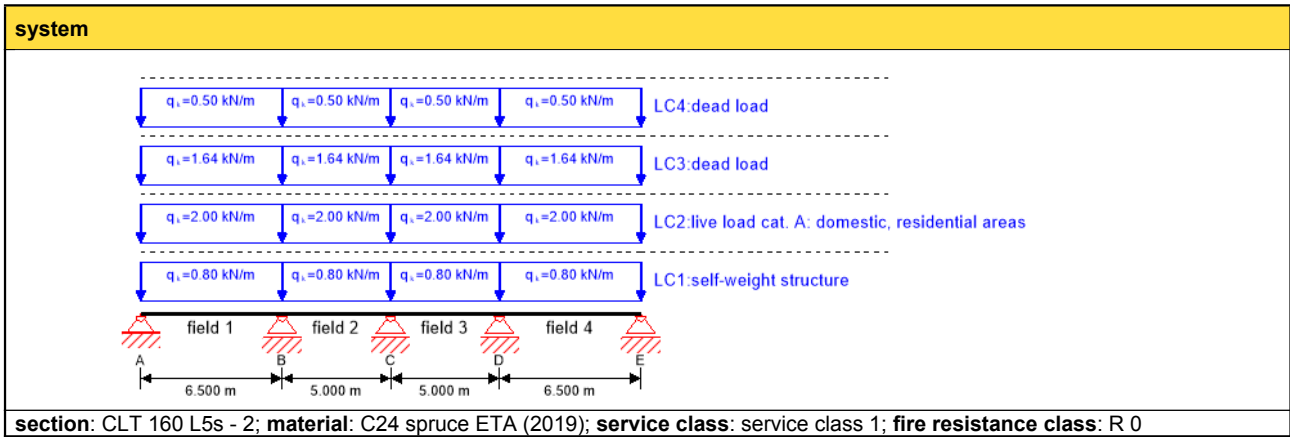 system
qₖ=0.50 kN/m qₖ=0.50 kN/m qₖ=0.50 kN/m qₖ=0.50 kN/m LC4:dead load
qₖ=1.64 kN/m qₖ=1.64 kN/m qₖ=1.64 kN/m qₖ=1.64 kN/m LC3:dead load
qₖ=2.00 kN/m qₖ=2.00 kN/m qₖ=2.00 kN/m qₖ=2.00 kN/m LC2:live load cat. A: domestic, residential areas
qₖ=0.80 kN/m qₖ=0.80 kN/m qₖ=0.80 kN/m qₖ=0.80 kN/m LC1:self-weight structure
field 1 field 2 field 3 field 4
A B C D E
6.500 m 5.000 m 5.000 m 6.500 m
section: CLT 160 L5s - 2; material: C24 spruce ETA (2019); service class: service class 1; fire resistance class: R 0